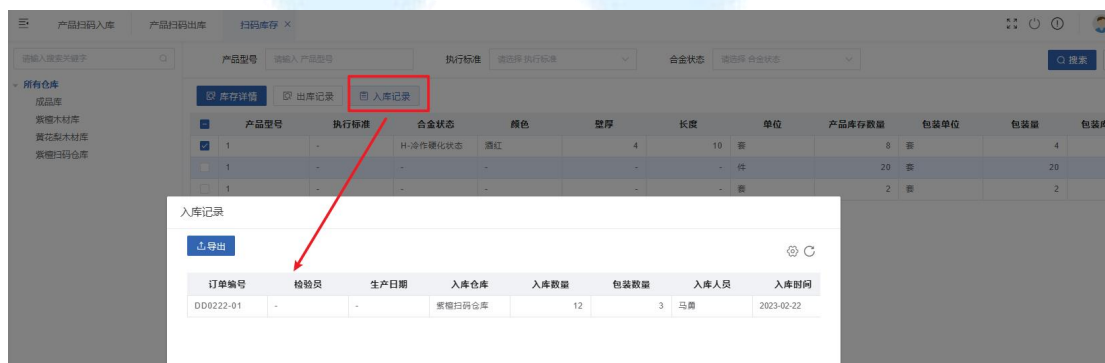 产品扫码入库 产品扫码出库 扫码库存 ×
请输入搜索关键字 产品型号 请输入 产品型号 执行标准 请选择 执行标准 合金状态 请选择 合金状态 搜索
所有仓库
成品库
紫檀木材库
黄花梨木材库
紫檀扫码仓库
库存详情 出库记录 入库记录
产品型号 执行标准 合金状态 颜色 壁厚 长度 单位 产品库存数量 包装单位 包装量 包装库
1 - H-冷作硬化状态 酒红 4 10 套 8 套 4
1 - - - - - 件 20 套 20
1 - - - - - 套 2 套 2
入库记录
导出
订单编号 检验员 生产日期 入库仓库 入库数量 包装数量 入库人员 入库时间
DD0222-01 - - 紫檀扫码仓库 12 3 马勇 2023-02-22